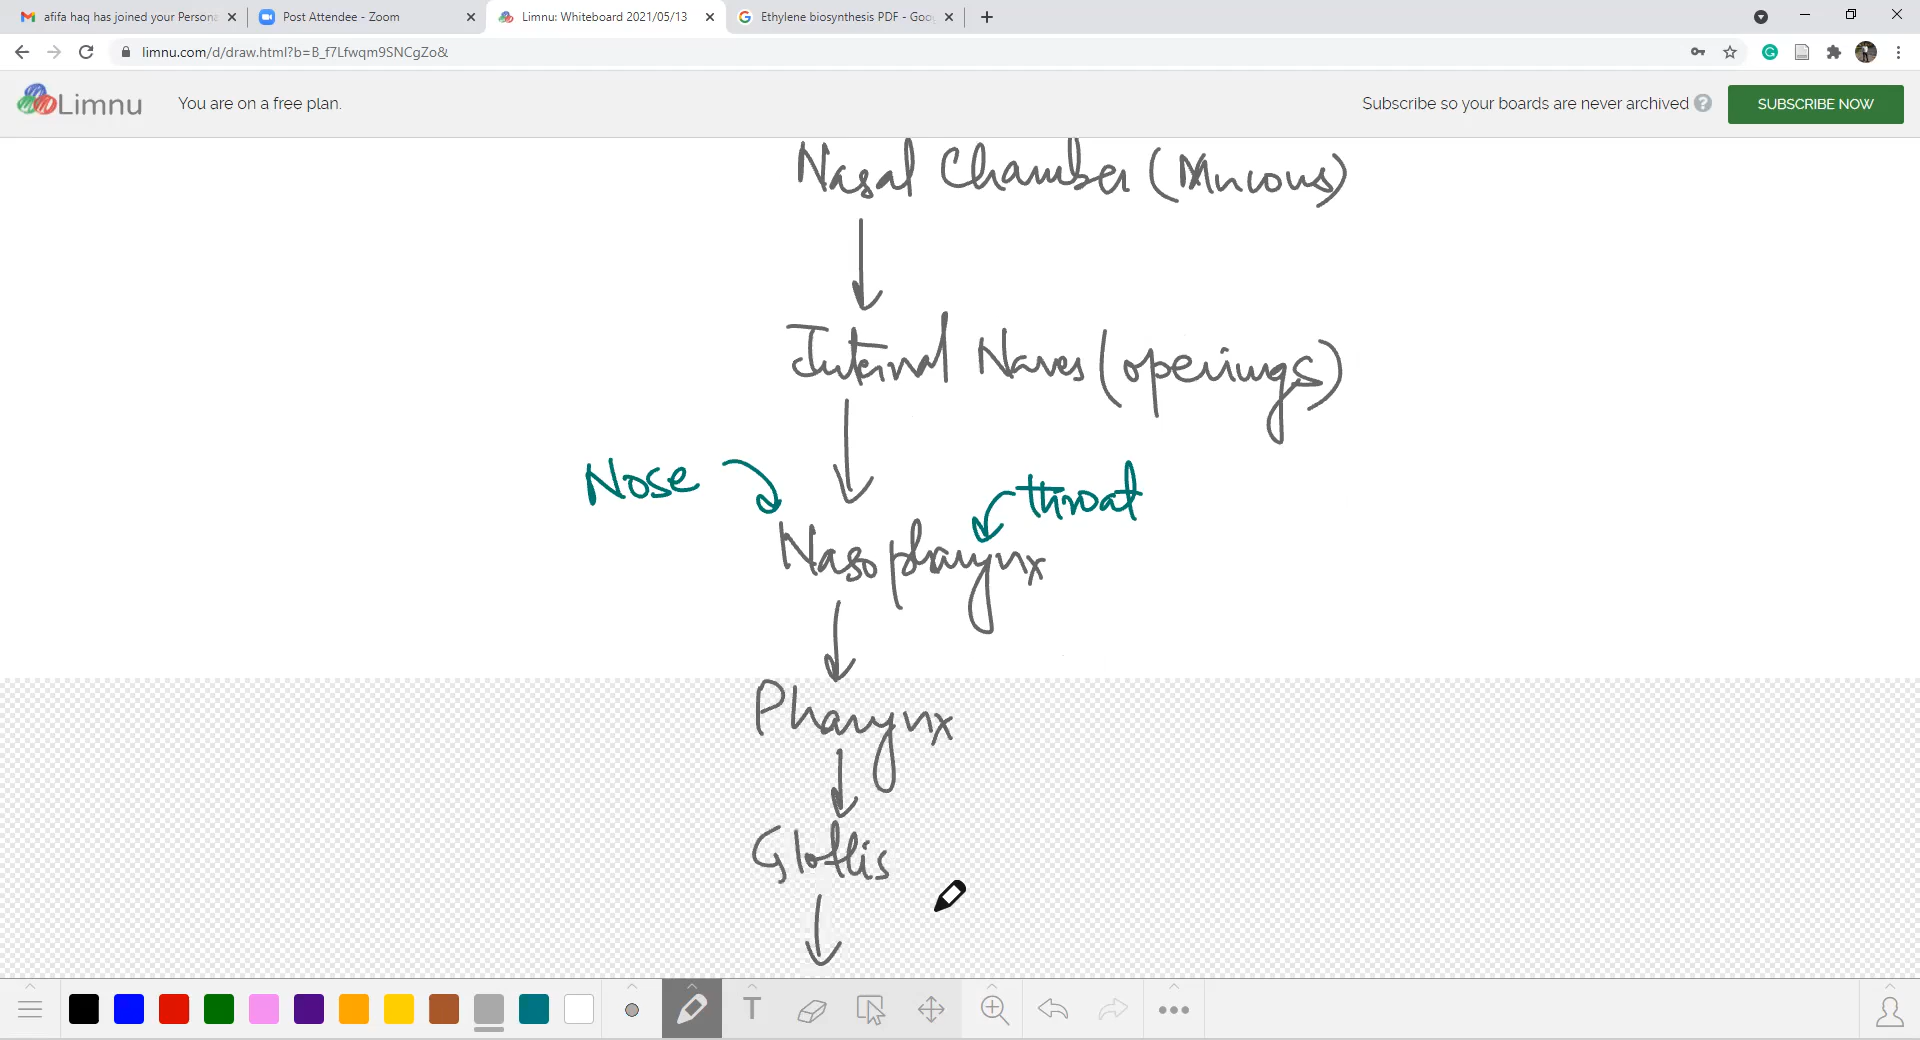 afifa haq has joined your Persona
Post Attendee - Zoom
Limnu: Whiteboard 2021/05/13
Ethylene biosynthesis PDF - Goo
limnu.com/d/draw.html?b=B_f7Lfwqm9SNCgZo&
Limnu
You are on a free plan.
Subscribe so your boards are never archived ?
SUBSCRIBE NOW
Nasal Chamber (Mucous)
Internal Nares (openings)
Nose
throat
Nasopharynx
Pharynx
Glottis
T